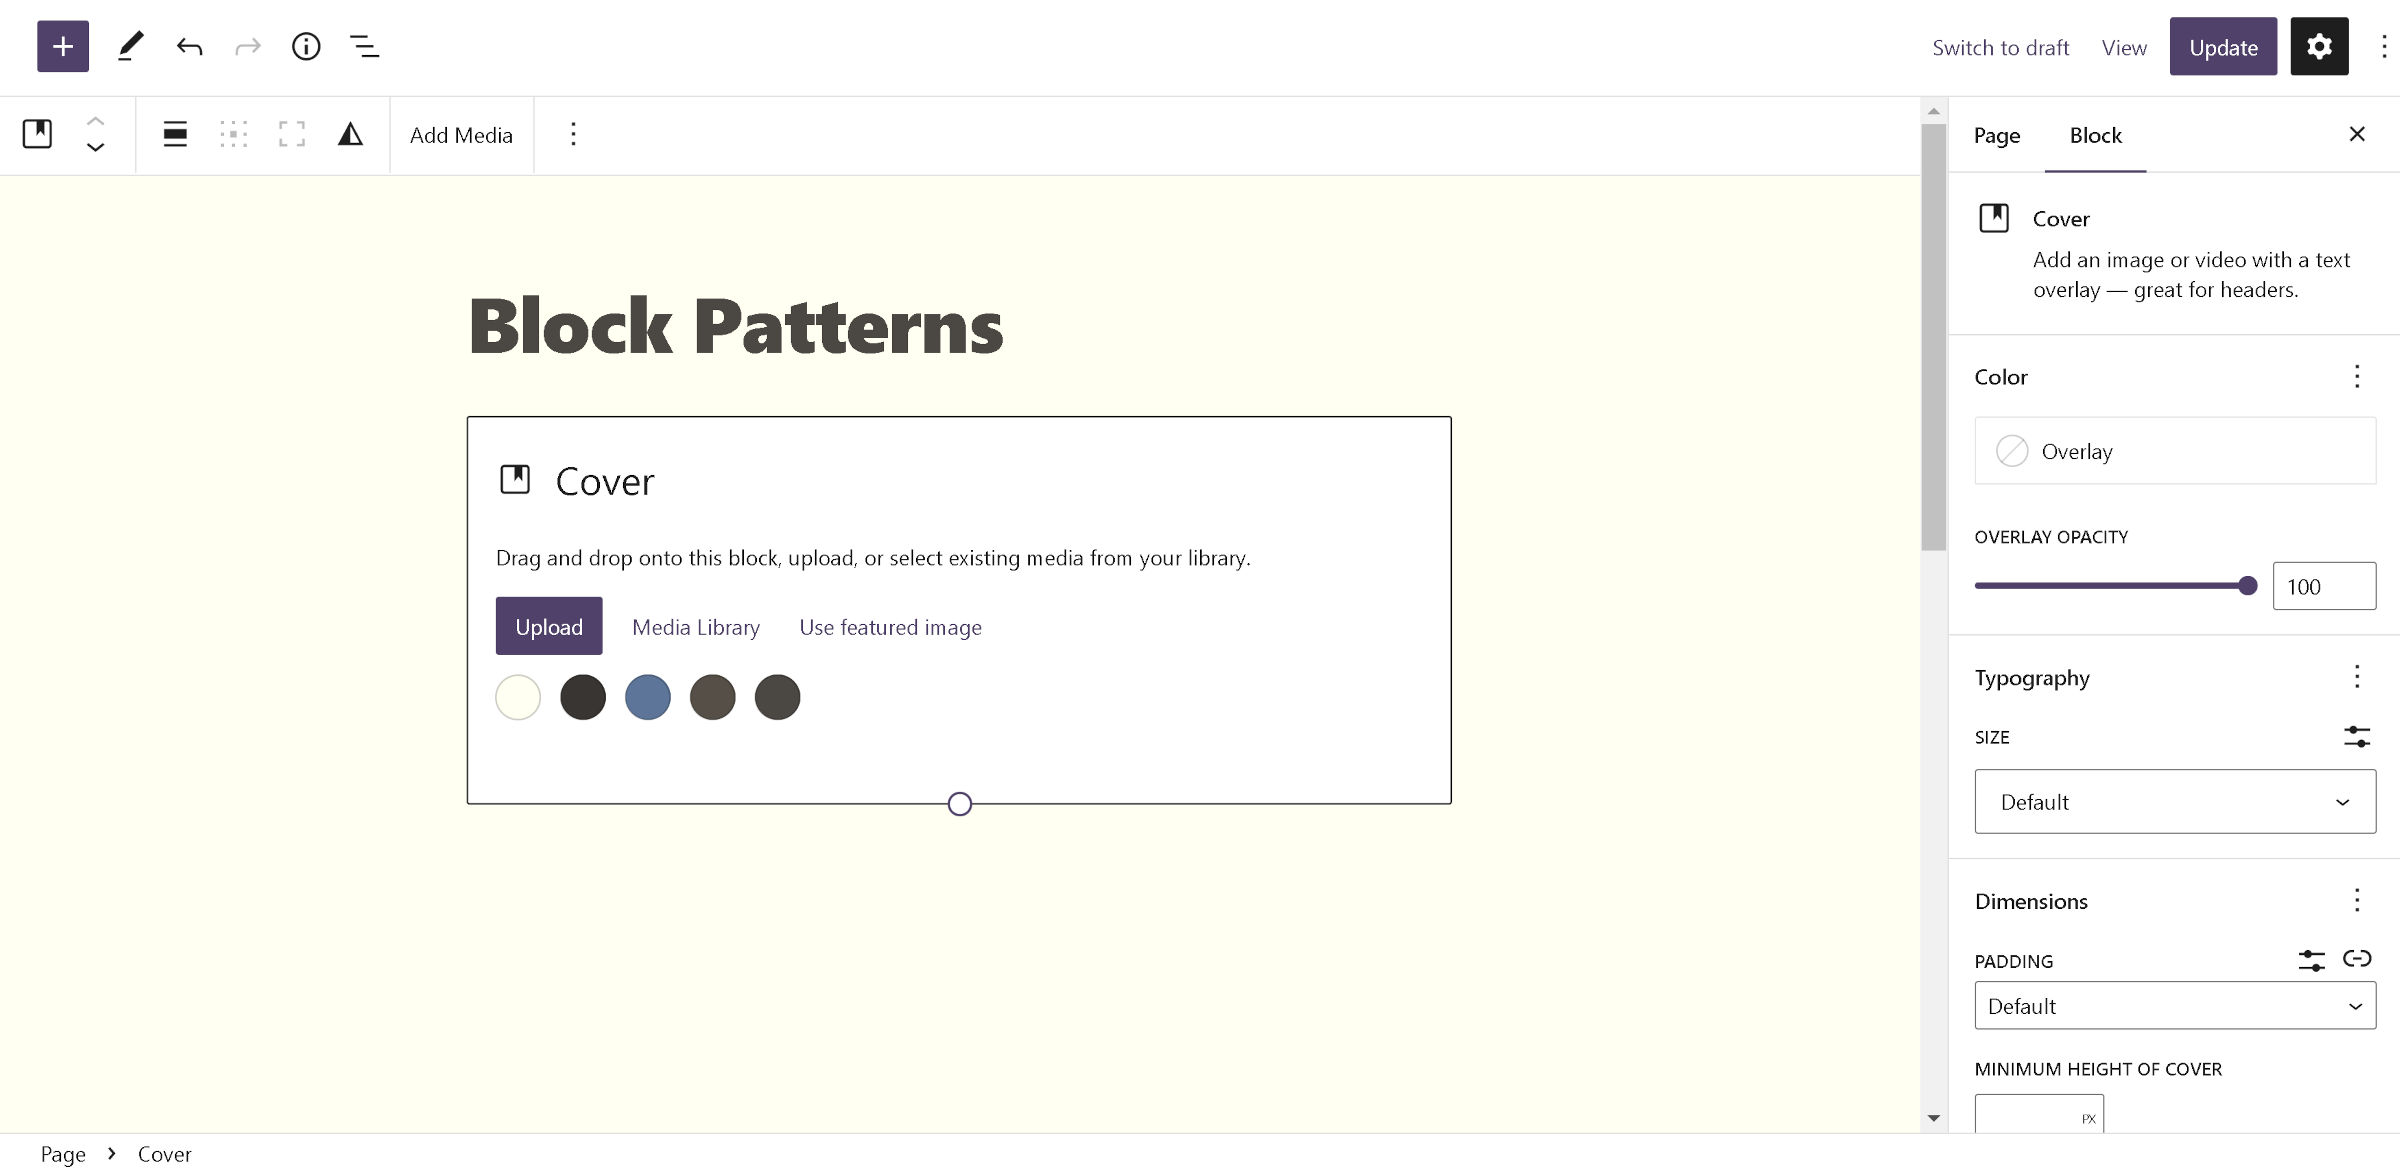 Switch to draft
View
Update
Add Media
Page
Block
Cover
Add an image or video with a text
overlay — great for headers.
Color
Overlay
OVERLAY OPACITY
100
Typography
SIZE
Default
Dimensions
PADDING
Default
MINIMUM HEIGHT OF COVER
PX
Block Patterns
Cover
Drag and drop onto this block, upload, or select existing media from your library.
Upload
Media Library
Use featured image
Page
Cover